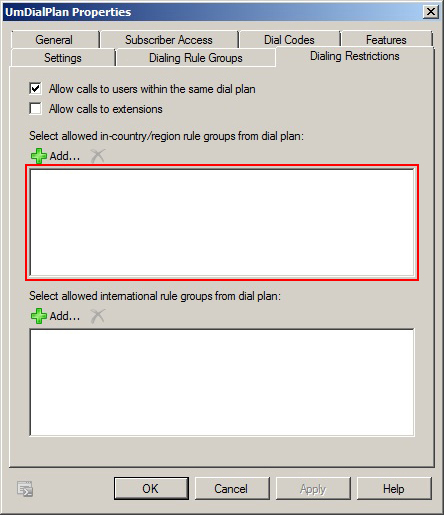 UmDialPlan Properties
General
Subscriber Access
Dial Codes
Features
Settings
Dialing Rule Groups
Dialing Restrictions
Allow calls to users within the same dial plan
Allow calls to extensions
Select allowed in-country/region rule groups from dial plan:
Add...
Select allowed international rule groups from dial plan:
Add...
OK
Cancel
Apply
Help